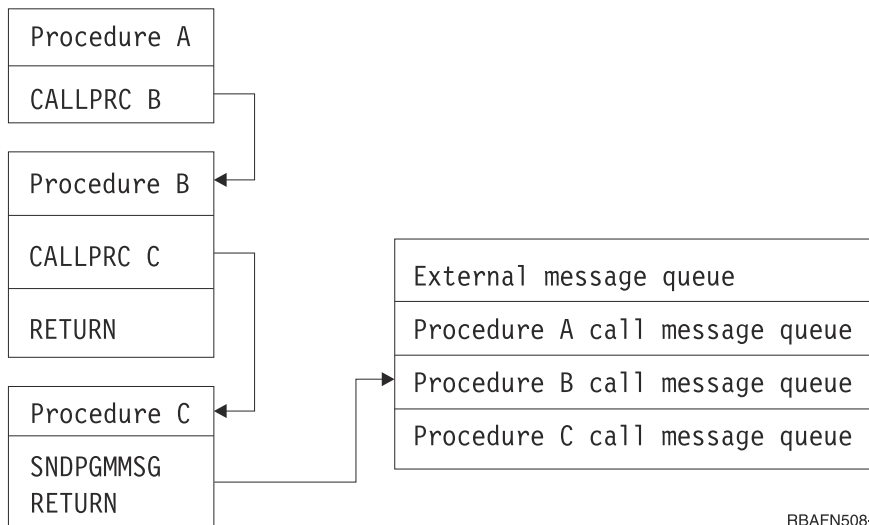 Procedure A
CALLPRC B
Procedure B
CALLPRC C
RETURN
Procedure C
SNDPGMMSG
RETURN
External message queue
Procedure A call message queue
Procedure B call message queue
Procedure C call message queue
RBAFN508-